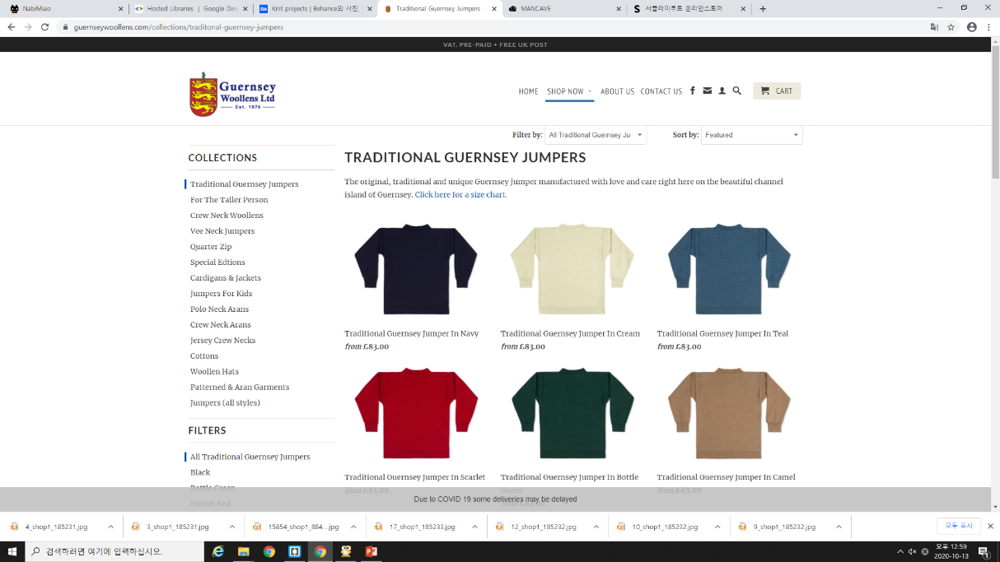 NabiMiao
Hosted Libraries | Google Dev
Knit projects | Behance의 사진,
Traditional Guernsey Jumpers -
MANCAVE
서플라이루트 온라인스토어
guernseywoollens.com/collections/traditonal-guernsey-jumpers
VAT. PRE-PAID + FREE UK POST
Guernsey
Woollens Ltd
Est. 1974
HOME
SHOP NOW
ABOUT US
CONTACT US
CART
Filter by:
All Traditional Guernsey Ju
Sort by:
Featured
COLLECTIONS
Traditional Guernsey Jumpers
For The Taller Person
Crew Neck Woollens
Vee Neck Jumpers
Quarter Zip
Special Edtions
Cardigans & Jackets
Jumpers For Kids
Polo Neck Arans
Crew Neck Arans
Jersey Crew Necks
Cottons
Woollen Hats
Patterned & Aran Garments
Jumpers (all styles)
FILTERS
All Traditional Guernsey Jumpers
Black
Bottle Green
Breton Red
TRADITIONAL GUERNSEY JUMPERS
The original, traditional and unique Guernsey Jumper manufactured with love and care right here on the beautiful channel
island of Guernsey. Click here for a size chart.
Traditional Guernsey Jumper In Navy
from £83.00
Traditional Guernsey Jumper In Cream
from £83.00
Traditional Guernsey Jumper In Teal
from £83.00
Traditional Guernsey Jumper In Scarlet
from £83.00
Traditional Guernsey Jumper In Bottle
Green
from £83.00
Traditional Guernsey Jumper In Camel
from £83.00
Due to COVID 19 some deliveries may be delayed
4_shop1_185231.jpg
3_shop1_185231.jpg
15854_shop1_884....jpg
17_shop1_185233.jpg
12_shop1_185232.jpg
10_shop1_185232.jpg
9_shop1_185232.jpg
모두 표시
검색하려면 여기에 입력하십시오.
오후 12:59
2020-10-13
1